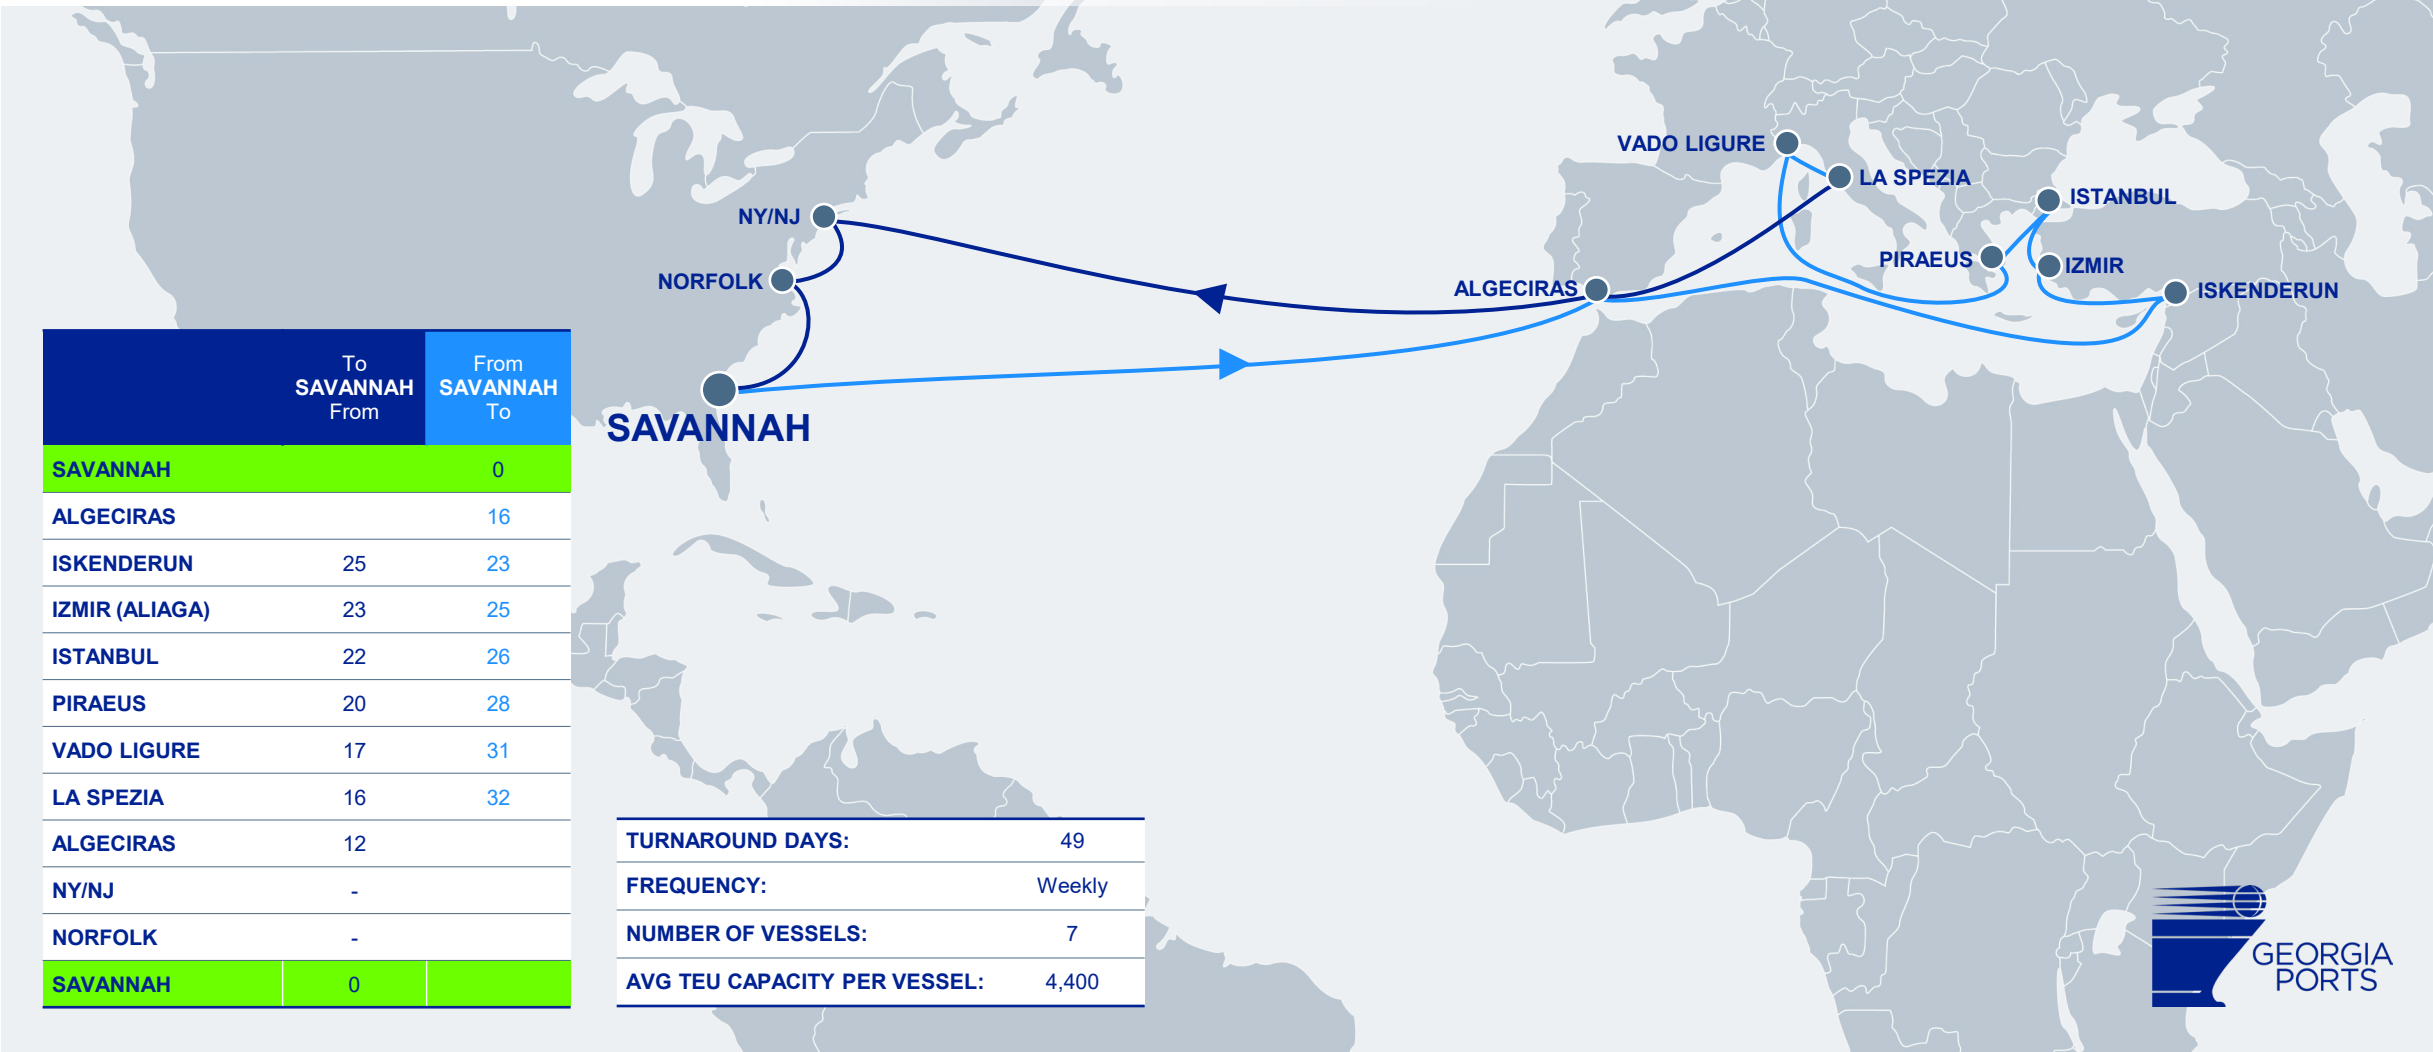 VADO LIGURE
LA SPEZIA
ISTANBUL
NY/NJ
PIRAEUS
IZMIR
NORFOLK
ALGECIRAS
ISKENDERUN
SAVANNAH
To SAVANNAH From
From SAVANNAH To
SAVANNAH 0
ALGECIRAS 16
ISKENDERUN 25 23
IZMIR (ALIAGA) 23 25
ISTANBUL 22 26
PIRAEUS 20 28
VADO LIGURE 17 31
LA SPEZIA 16 32
ALGECIRAS 12
NY/NJ -
NORFOLK -
SAVANNAH 0
TURNAROUND DAYS: 49
FREQUENCY: Weekly
NUMBER OF VESSELS: 7
AVG TEU CAPACITY PER VESSEL: 4,400
GEORGIA
PORTS